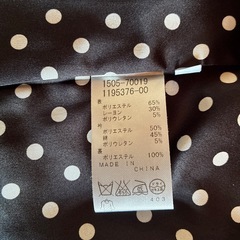 1505-70019
1195376-00
表
ポリエステル 65%
レーヨン 30%
ポリウレタン 5%
ポリエステル 50%
綿 45%
ポリウレタン 5%
裏
ポリエステル 100%
MADE IN
CHINA
403